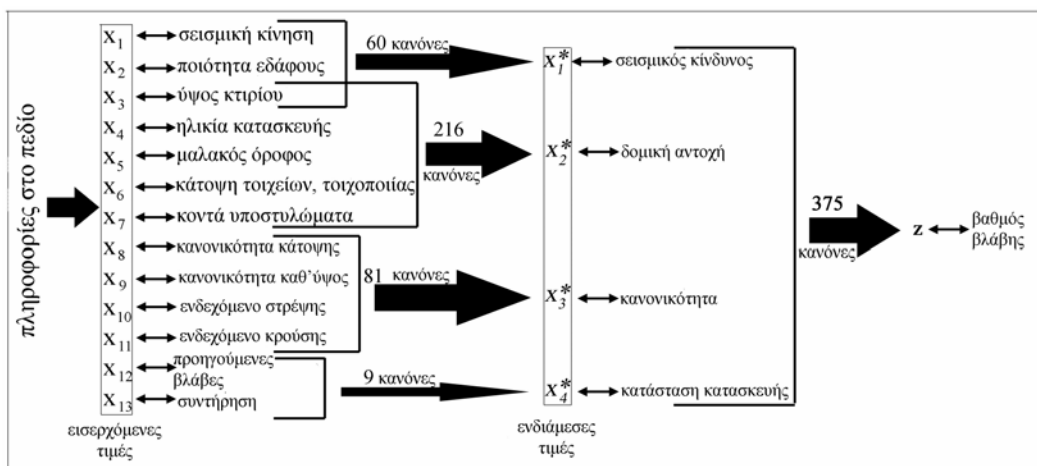 πληροφορίες στο πεδίο
X1 σεισμική κίνηση
X2 ποιότητα εδάφους
X3 ύψος κτιρίου
X4 ηλικία κατασκευής
X5 μαλακός όροφος
X6 κάτοψη τοιχείων, τοιχοποιίας
X7 κοντά υποστυλώματα
X8 κανονικότητα κάτοψης
X9 κανονικότητα καθ’ύψος
X10 ενδεχόμενο στρέψης
X11 ενδεχόμενο κρούσης
X12 προηγούμενες
βλάβες
X13 συντήρηση
εισερχόμενες
τιμές
60 κανόνες
216
κανόνες
81 κανόνες
9 κανόνες
X1* σεισμικός κίνδυνος
X2* δομική αντοχή
X3* κανονικότητα
X4* κατάσταση κατασκευής
ενδιάμεσες
τιμές
375
κανόνες
z βαθμός
βλάβης